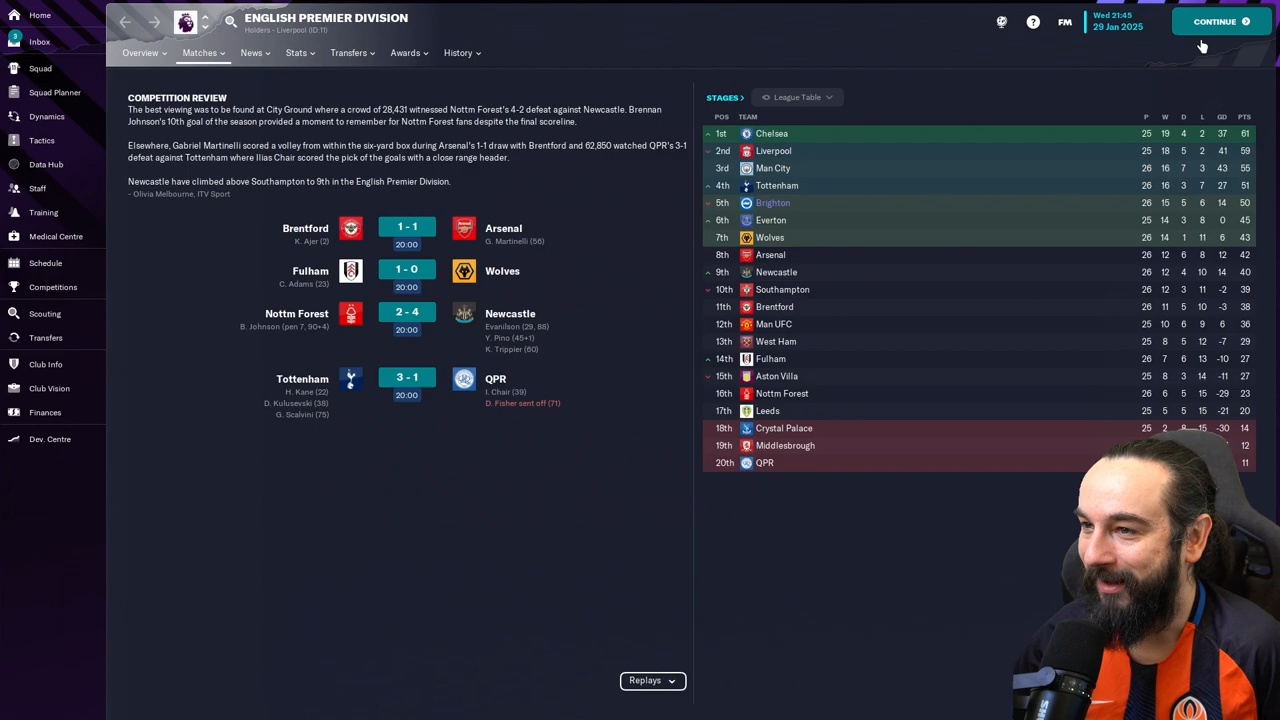 Home
3
Inbox
Squad
Squad Planner
Dynamics
Tactics
Data Hub
Staff
Training
Medical Centre
Schedule
Competitions
Scouting
Transfers
Club Info
Club Vision
Finances
Dev. Centre
ENGLISH PREMIER DIVISION
Holders - Liverpool (ID:11)
FM
Wed 21:45
29 Jan 2025
CONTINUE
Overview
Matches
News
Stats
Transfers
Awards
History
COMPETITION REVIEW
The best viewing was to be found at City Ground where a crowd of 28,431 witnessed Nottm Forest's 4-2 defeat against Newcastle. Brennan
Johnson's 10th goal of the season provided a moment to remember for Nottm Forest fans despite the final scoreline.
Elsewhere, Gabriel Martinelli scored a volley from within the six-yard box during Arsenal's 1-1 draw with Brentford and 62,850 watched QPR's 3-1
defeat against Tottenham where Ilias Chair scored the pick of the goals with a close range header.
Newcastle have climbed above Southampton to 9th in the English Premier Division.
- Olivia Melbourne, ITV Sport
Brentford 1 - 1 Arsenal
K. Ajer (2) 20:00 G. Martinelli (56)
Fulham 1 - 0 Wolves
C. Adams (23) 20:00
Nottm Forest 2 - 4 Newcastle
B. Johnson (pen 7, 90+4) 20:00 Evanilson (29, 88)
Y. Pino (45+1)
K. Trippier (60)
Tottenham 3 - 1 QPR
H. Kane (22) 20:00 I. Chair (39)
D. Kulusevski (38) D. Fisher sent off (71)
G. Scalvini (75)
Replays
STAGES
League Table
POS TEAM P W D L GD PTS
1st Chelsea 25 19 4 2 37 61
2nd Liverpool 25 18 5 2 41 59
3rd Man City 26 16 7 3 43 55
4th Tottenham 26 16 3 7 27 51
5th Brighton 26 15 5 6 14 50
6th Everton 25 14 3 8 0 45
7th Wolves 26 14 1 11 6 43
8th Arsenal 26 12 6 8 12 42
9th Newcastle 26 12 4 10 14 40
10th Southampton 26 12 3 11 -2 39
11th Brentford 26 11 5 10 -3 38
12th Man UFC 25 10 6 9 6 36
13th West Ham 25 8 5 12 -7 29
14th Fulham 26 7 6 13 -10 27
15th Aston Villa 25 8 3 14 -11 27
16th Nottm Forest 26 6 5 15 -29 23
17th Leeds 25 5 5 15 -21 20
18th Crystal Palace 25 2 8 15 -30 14
19th Middlesbrough 12
20th QPR 11